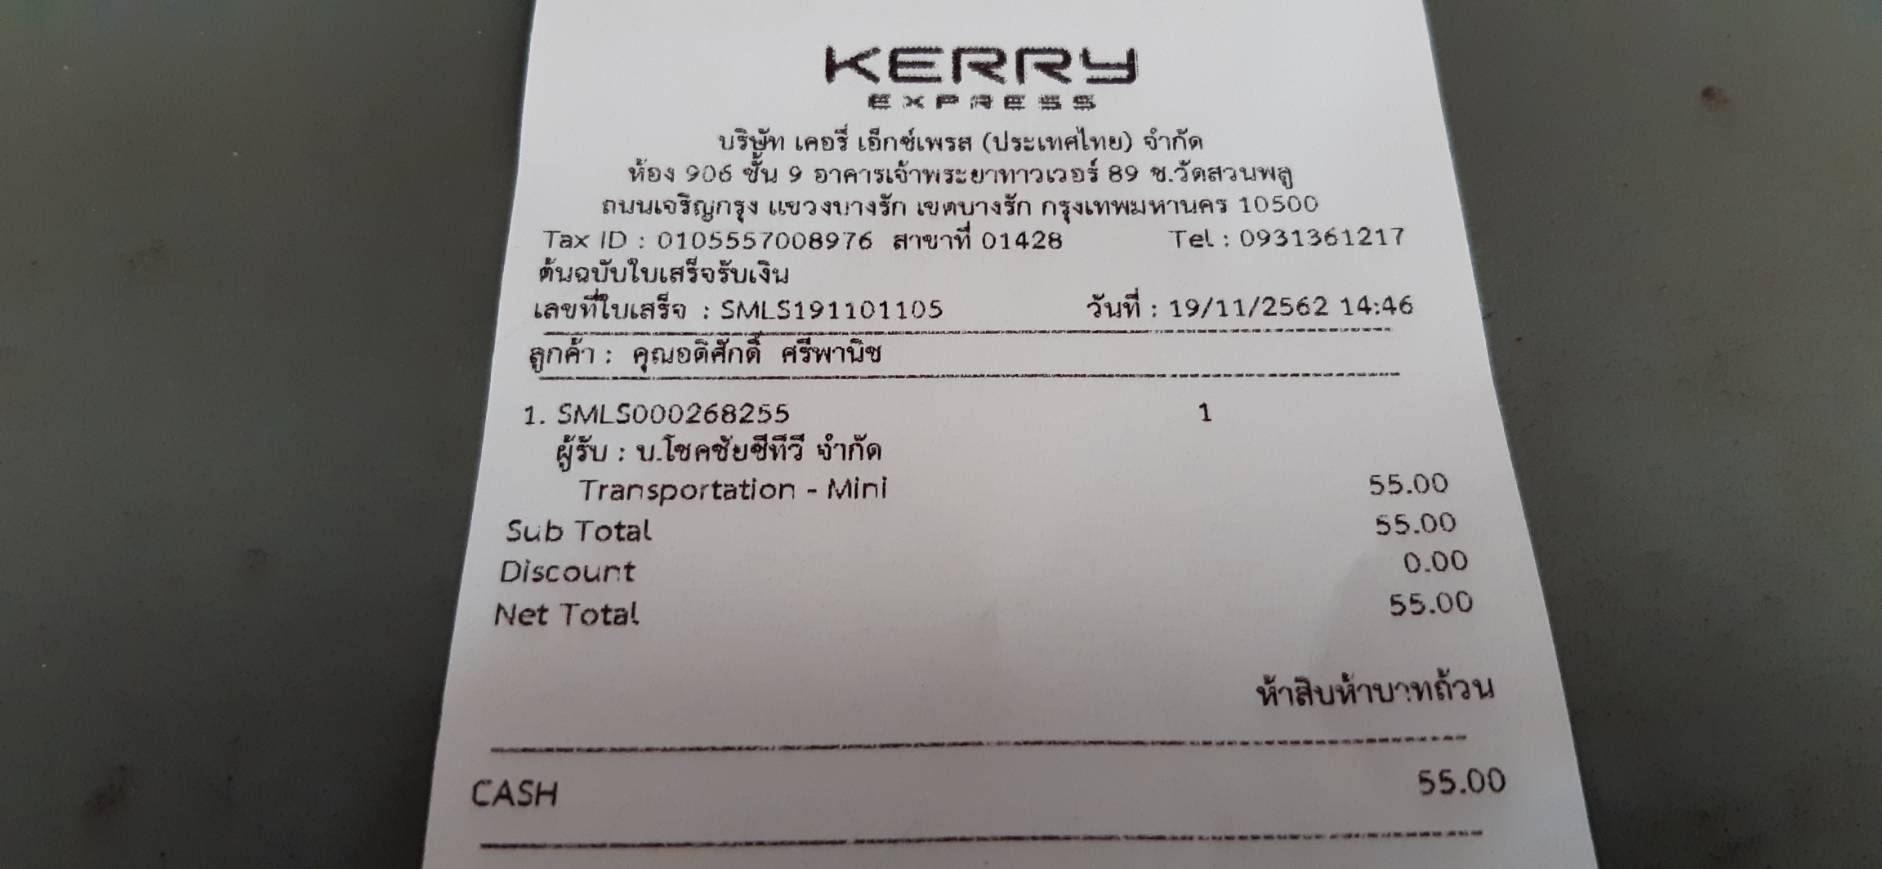 KERRY
EXPRESS
บริษัท เคอรี่ เอ็กซ์เพรส (ประเทศไทย) จำกัด
ห้อง 906 ชั้น 9 อาคารเจ้าพระยาทาวเวอร์ 89 ซ.วัดสวนพลู
ถนนเจริญกรุง แขวงบางรัก เขตบางรัก กรุงเทพมหานคร 10500
Tax ID : 0105557008976 สาขาที่ 01428 Tel : 0931361217
ต้นฉบับใบเสร็จรับเงิน
เลขที่ใบเสร็จ : SMLS191101105 วันที่ : 19/11/2562 14:46
ลูกค้า : คุณอดิศักดิ์ ศรีพานิช
1. SMLS000268255 1
ผู้รับ : บ.โชคชัยซีทีวี จำกัด
Transportation - Mini 55.00
Sub Total 55.00
Discount 0.00
Net Total 55.00
ห้าสิบห้าบาทถ้วน
CASH 55.00